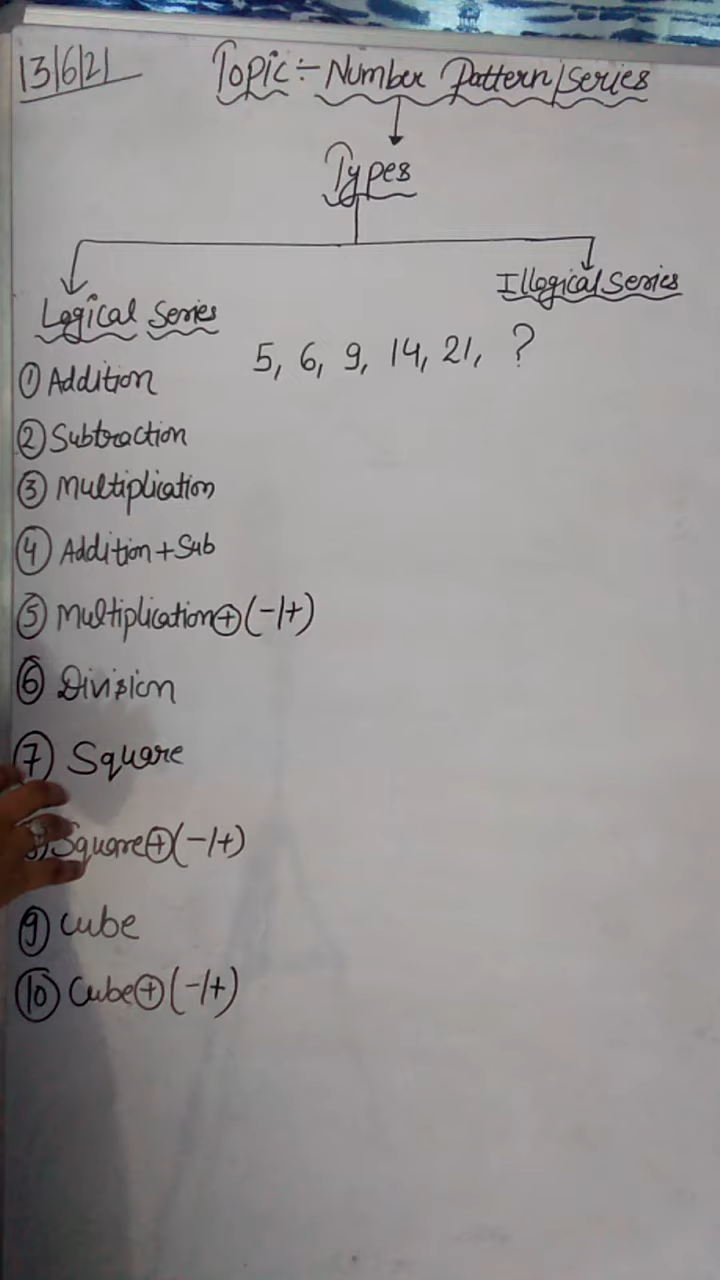 13/6/21
Topic:- Number Pattern/Series
Types
Logical Series
Illogical Series
5, 6, 9, 14, 21, ?
① Addition
② Subtraction
③ Multiplication
④ Addition+Sub
⑤ Multiplication⊕(-/+)
⑥ Division
⑦ Square
Square⊕(-/+)
⑨ Cube
⑩ Cube⊕(-/+)